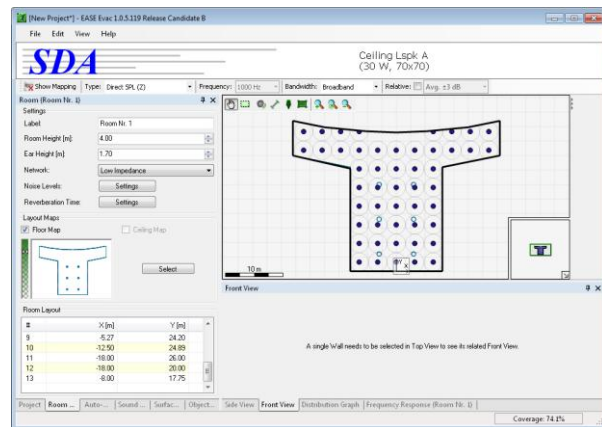 [New Project*] - EASE Evac 1.0.5.119 Release Candidate B
File Edit View Help
SDA
Ceiling Lspk A
(30 W, 70x70)
Show Mapping Type: Direct SPL (Z) Frequency: 1000 Hz Bandwidth: Broadband Relative: Avg. ±3 dB
Room (Room Nr. 1)
Settings
Label Room Nr. 1
Room Height [m]: 4.00
Ear Height [m] 1.70
Network: Low Impedance
Noise Levels: Settings
Reverberation Time: Settings
Layout Maps
Floor Map Ceiling Map
Select
10 m
Y
X
Room Layout
# X [m] Y [m]
9 -5.27 24.20
10 -12.50 24.89
11 -18.00 26.00
12 -18.00 20.00
13 -8.00 17.75
Front View
A single Wall needs to be selected in Top View to see its related Front View.
Project Room ... Auto-... Sound ... Surfac... Object...
Side View Front View Distribution Graph Frequency Response (Room Nr. 1)
Coverage: 74.1%